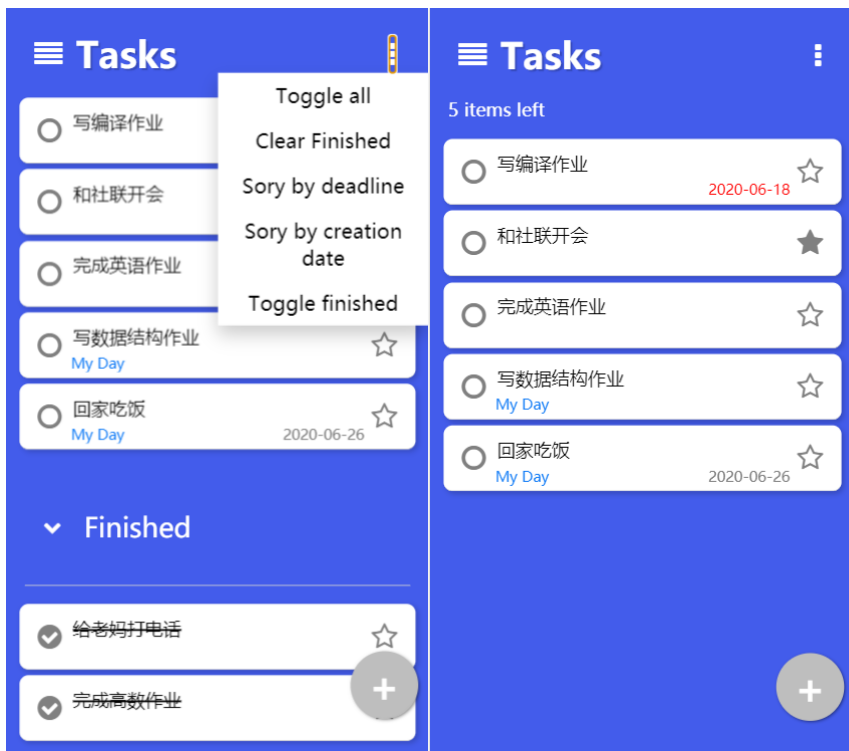 Tasks
Toggle all
Clear Finished
Sory by deadline
Sory by creation
date
Toggle finished
写编译作业
和社联开会
完成英语作业
写数据结构作业
My Day
回家吃饭
My Day
2020-06-26
Finished
给老妈打电话
完成高数作业
Tasks
5 items left
写编译作业
2020-06-18
和社联开会
完成英语作业
写数据结构作业
My Day
回家吃饭
My Day
2020-06-26